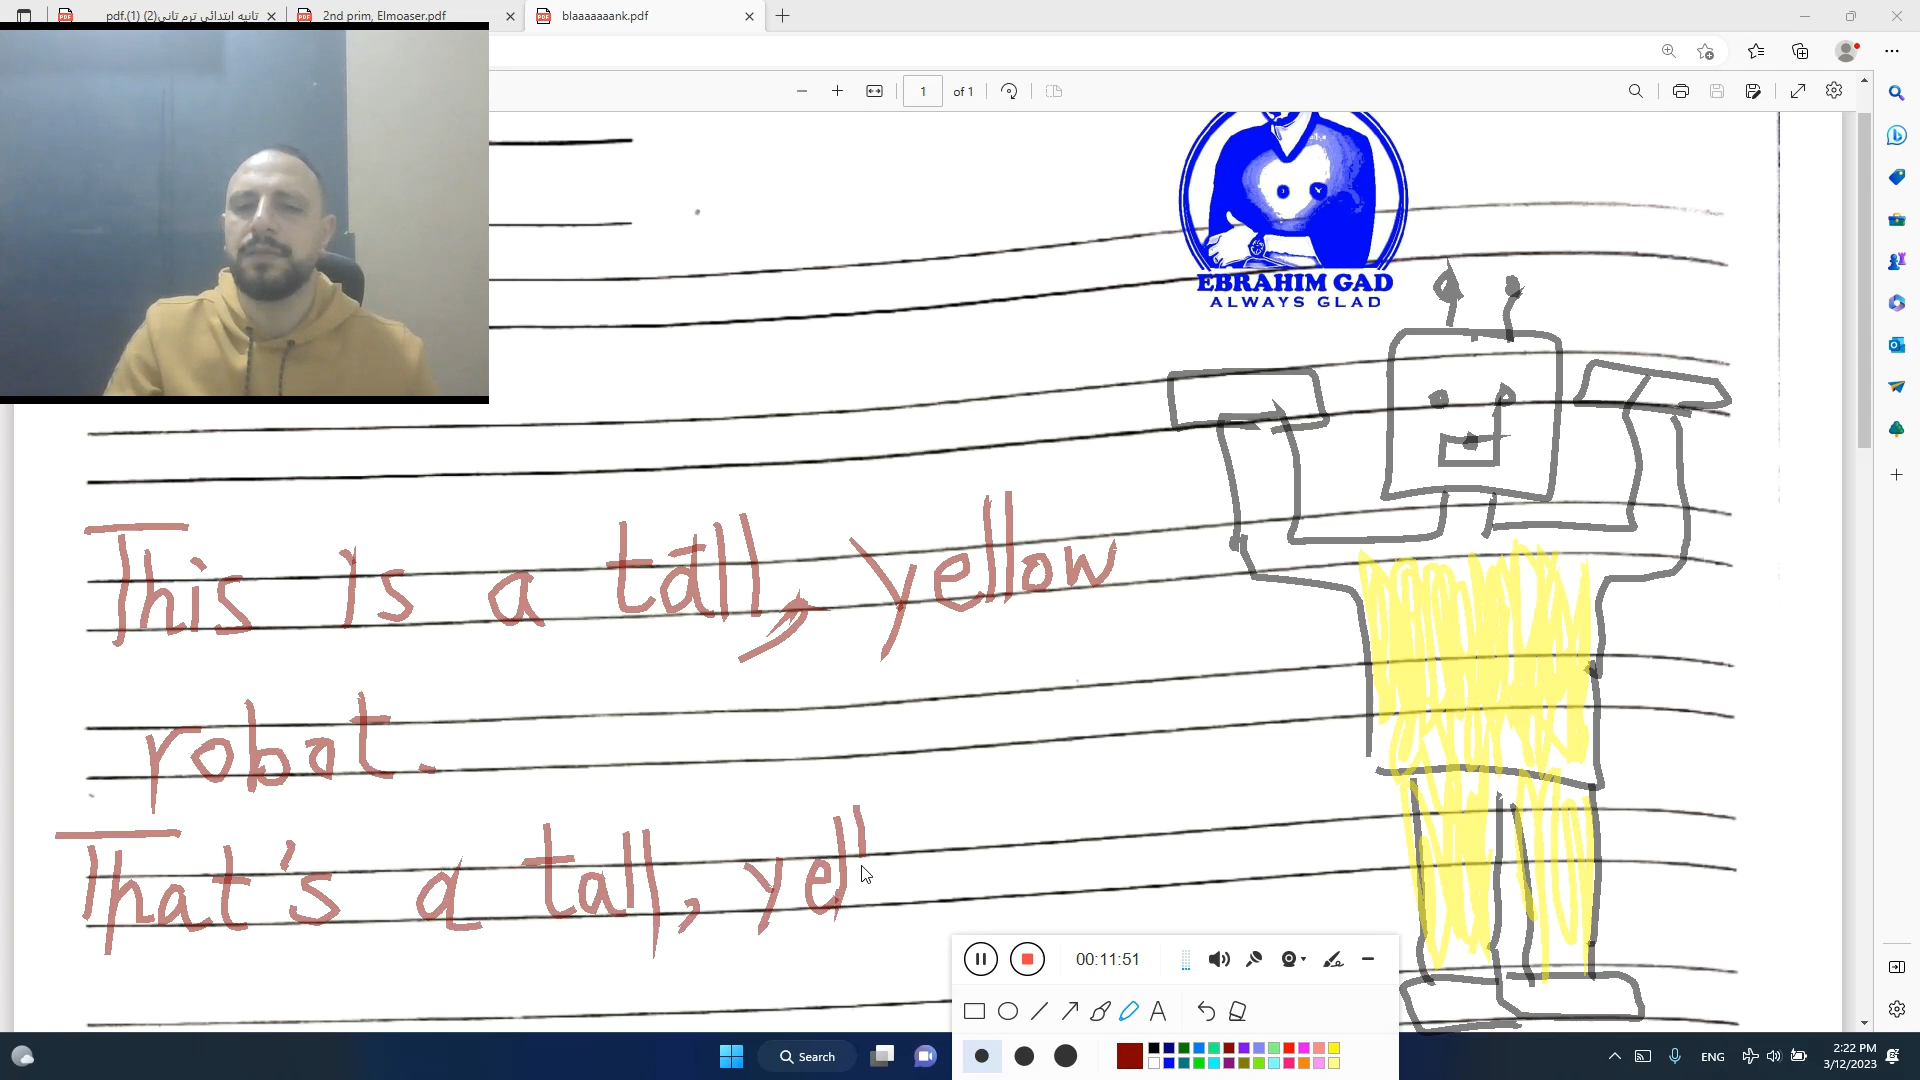 pdf.(1) (2)تانيه ابتدائي ترم تاني
2nd prim, Elmoaser.pdf
blaaaaaaank.pdf
1 of 1
EBRAHIM GAD
ALWAYS GLAD
This is a tall, yellow
robot.
That's a tall, yell
00:11:51
A
Search
ENG
2:22 PM
3/12/2023